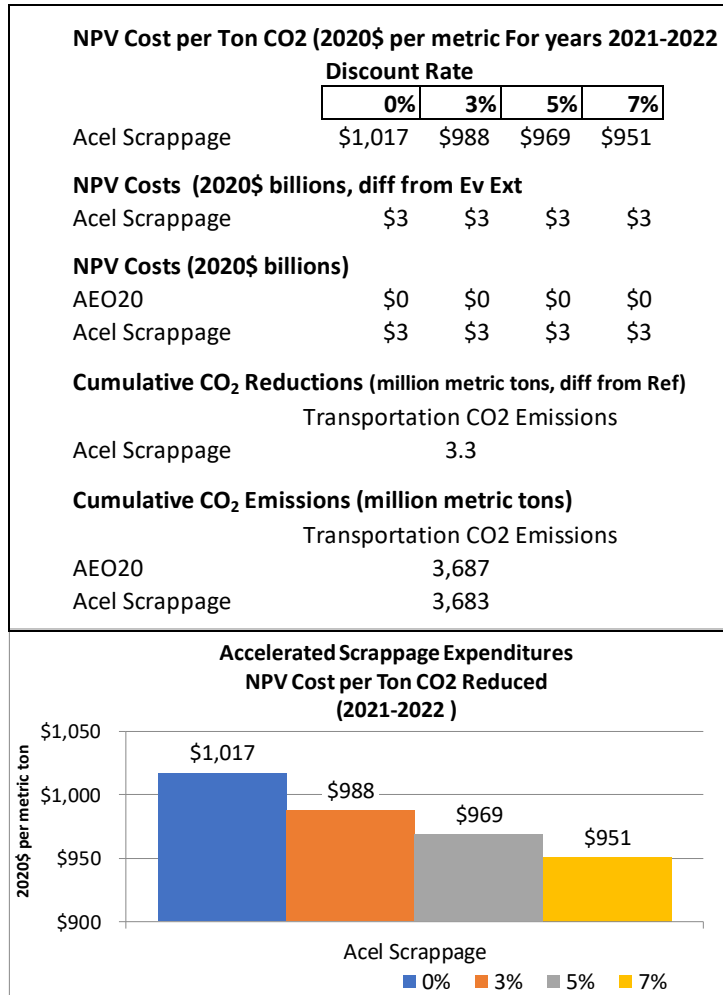 NPV Cost per Ton CO2 (2020$ per metric For years 2021-2022
Discount Rate
0% 3% 5% 7%
Acel Scrappage $1,017 $988 $969 $951
NPV Costs (2020$ billions, diff from Ev Ext
Acel Scrappage $3 $3 $3 $3
NPV Costs (2020$ billions)
AEO20 $0 $0 $0 $0
Acel Scrappage $3 $3 $3 $3
Cumulative CO₂ Reductions (million metric tons, diff from Ref)
Transportation CO2 Emissions
Acel Scrappage 3.3
Cumulative CO₂ Emissions (million metric tons)
Transportation CO2 Emissions
AEO20 3,687
Acel Scrappage 3,683
Accelerated Scrappage Expenditures
NPV Cost per Ton CO2 Reduced
(2021-2022 )
2020$ per metric ton
$1,050
$1,000
$950
$900
$1,017
$988
$969
$951
Acel Scrappage
0% 3% 5% 7%